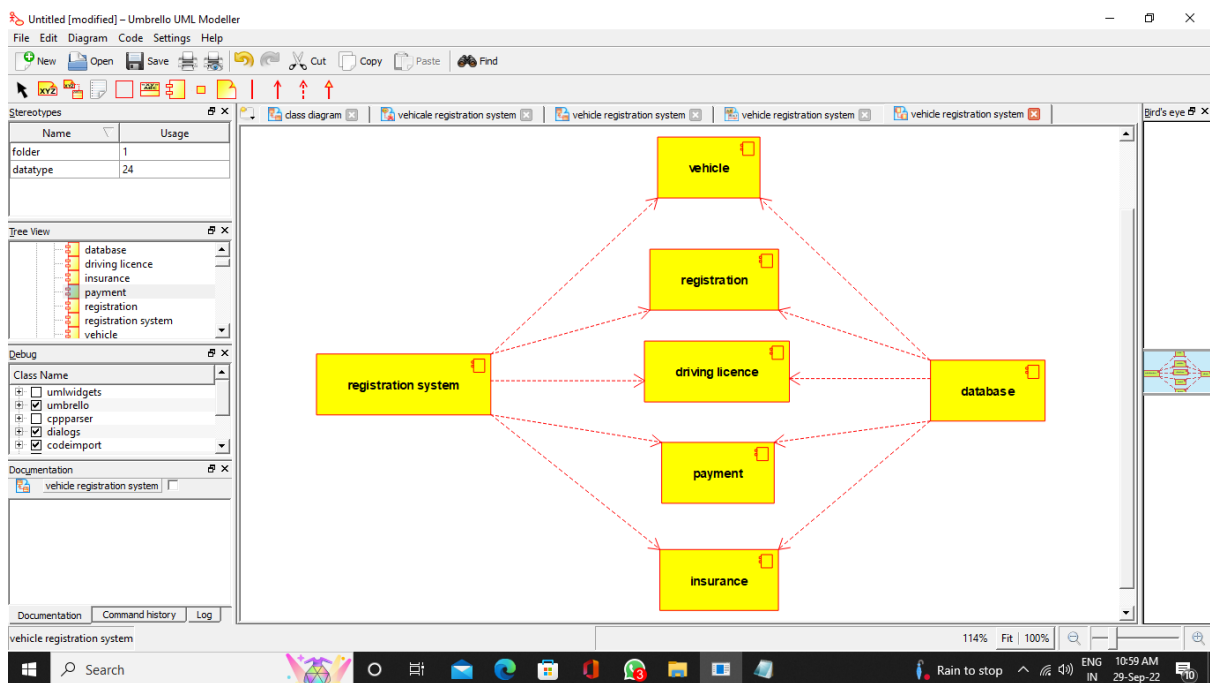 Untitled [modified] – Umbrello UML Modeller
File Edit Diagram Code Settings Help
New Open Save Cut Copy Paste Find
XYZ
Stereotypes
Name Usage
folder 1
datatype 24
Tree View
database
driving licence
insurance
payment
registration
registration system
vehicle
Debug
Class Name
umlwidgets
umbrello
cppparser
dialogs
codeimport
Documentation
vehicle registration system
Documentation Command history Log
class diagram vehicale registration system vehicle registration system vehicle registration system vehicle registration system
Bird's eye
vehicle
registration
driving licence
registration system
database
payment
insurance
vehicle registration system
114% Fit 100%
Search
3
Rain to stop
ENG
IN
10:59 AM
29-Sep-22
10